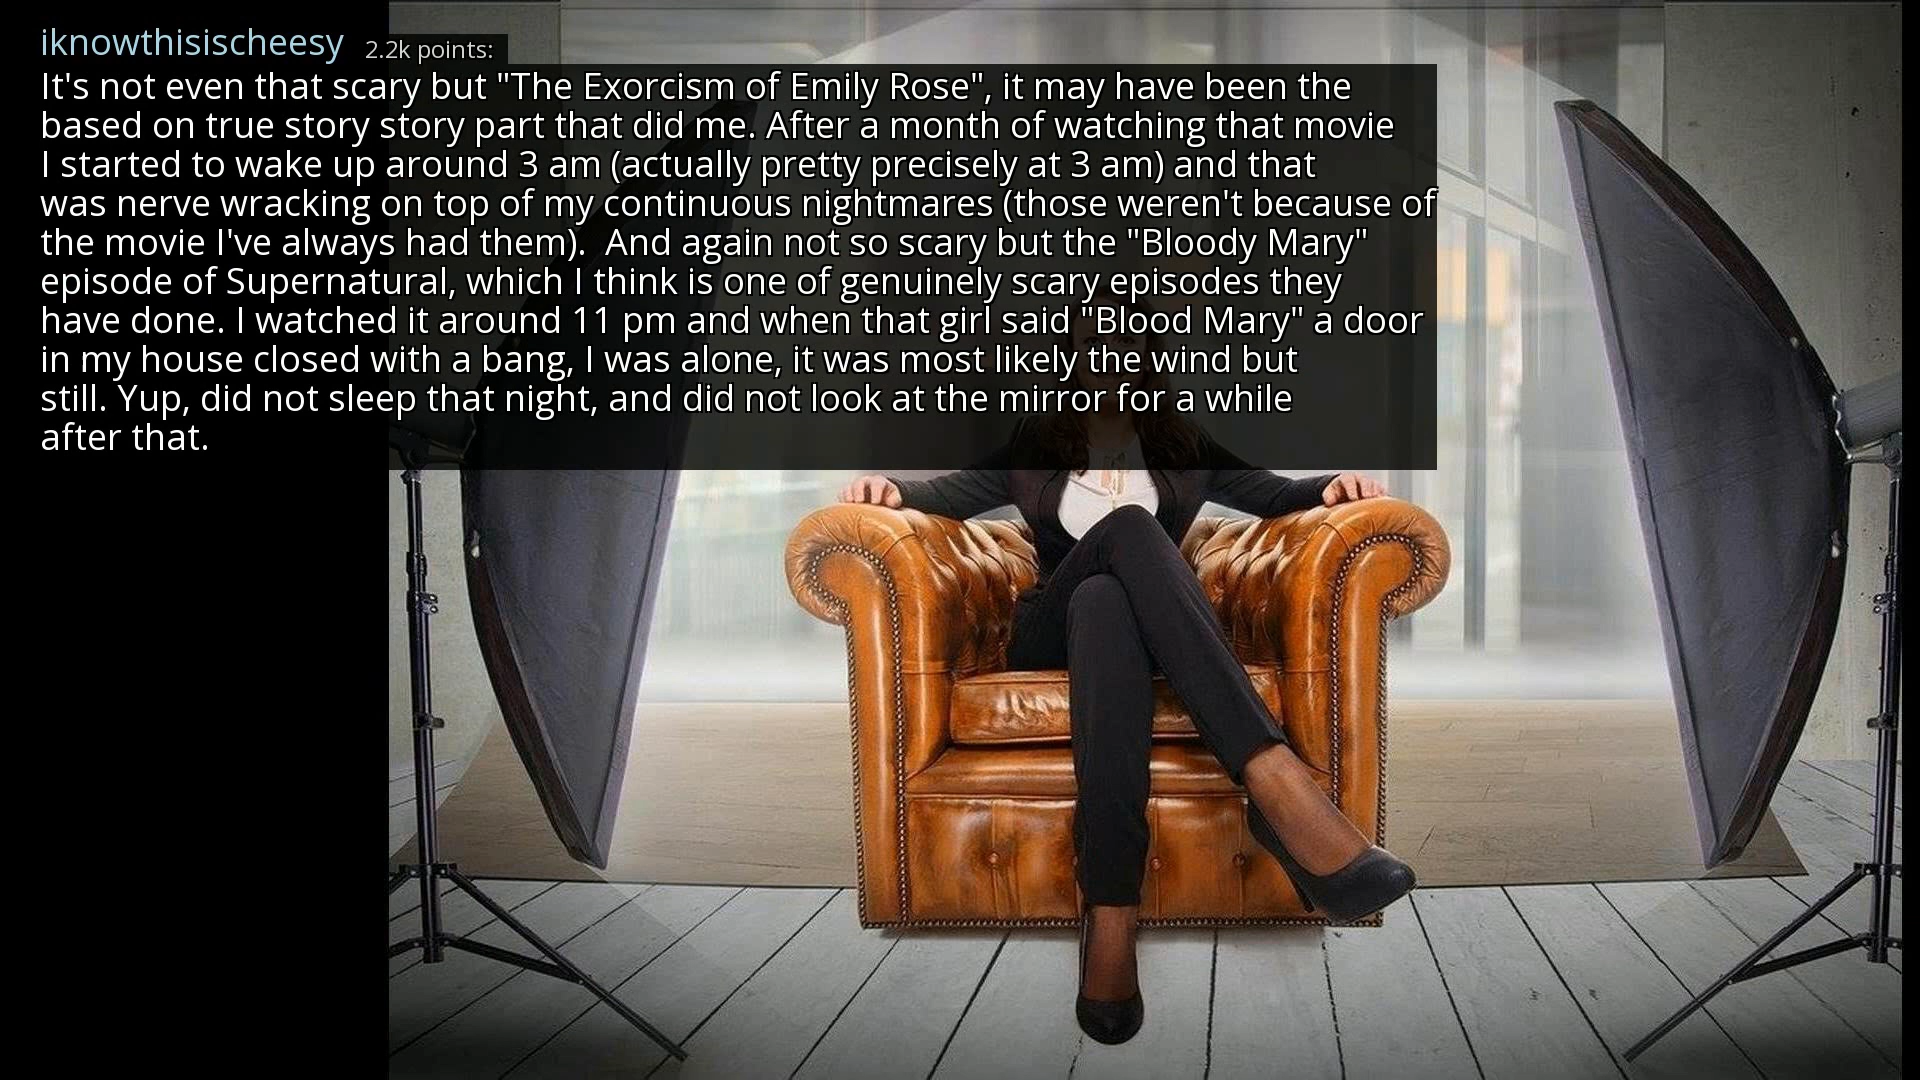 iknowthisischeesy 2.2k points:
It's not even that scary but "The Exorcism of Emily Rose", it may have been the
based on true story story part that did me. After a month of watching that movie
I started to wake up around 3 am (actually pretty precisely at 3 am) and that
was nerve wracking on top of my continuous nightmares (those weren't because of
the movie I've always had them).  And again not so scary but the "Bloody Mary"
episode of Supernatural, which I think is one of genuinely scary episodes they
have done. I watched it around 11 pm and when that girl said "Blood Mary" a door
in my house closed with a bang, I was alone, it was most likely the wind but
still. Yup, did not sleep that night, and did not look at the mirror for a while
after that.